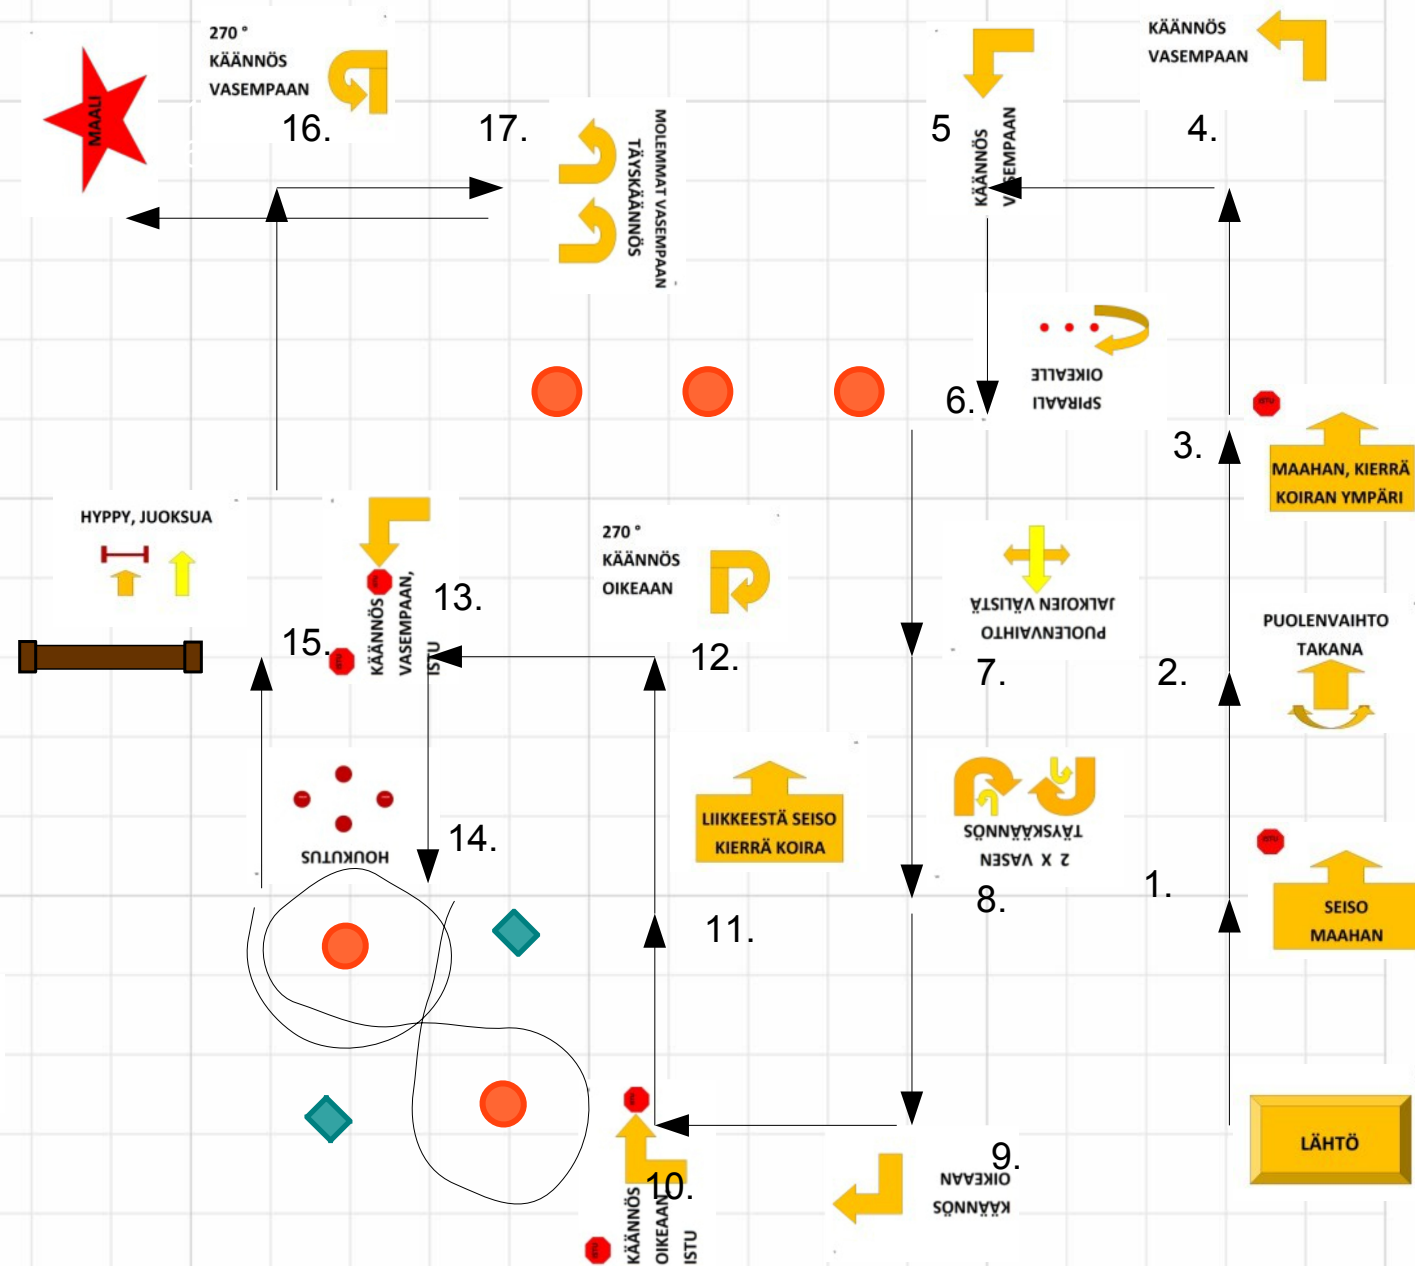 MAALI
270 °
KÄÄNNÖS
VASEMPAAN
16.
17.
MOLEMMAT VASEMPAAN
TÄYSKÄÄNNÖS
5
KÄÄNNÖS
VASEMPAAN
KÄÄNNÖS
VASEMPAAN
4.
6.
SPIRAALI
OIKEALLE
3.
ISTU
MAAHAN, KIERRÄ
KOIRAN YMPÄRI
HYPPY, JUOKSUA
15.
KÄÄNNÖS
VASEMPAAN,
ISTU
13.
270 °
KÄÄNNÖS
OIKEAAN
12.
PUOLENVAIHTO
JALKOJEN VÄLISTÄ
7.
2.
PUOLENVAIHTO
TAKANA
HOUKUTUS
14.
LIIKKEESTÄ SEISO
KIERRÄ KOIRA
11.
2 X VASEN
TÄYSKÄÄNNÖS
8.
1.
ISTU
SEISO
MAAHAN
LÄHTÖ
9.
KÄÄNNÖS
OIKEAAN
10.
KÄÄNNÖS
OIKEAAN
ISTU